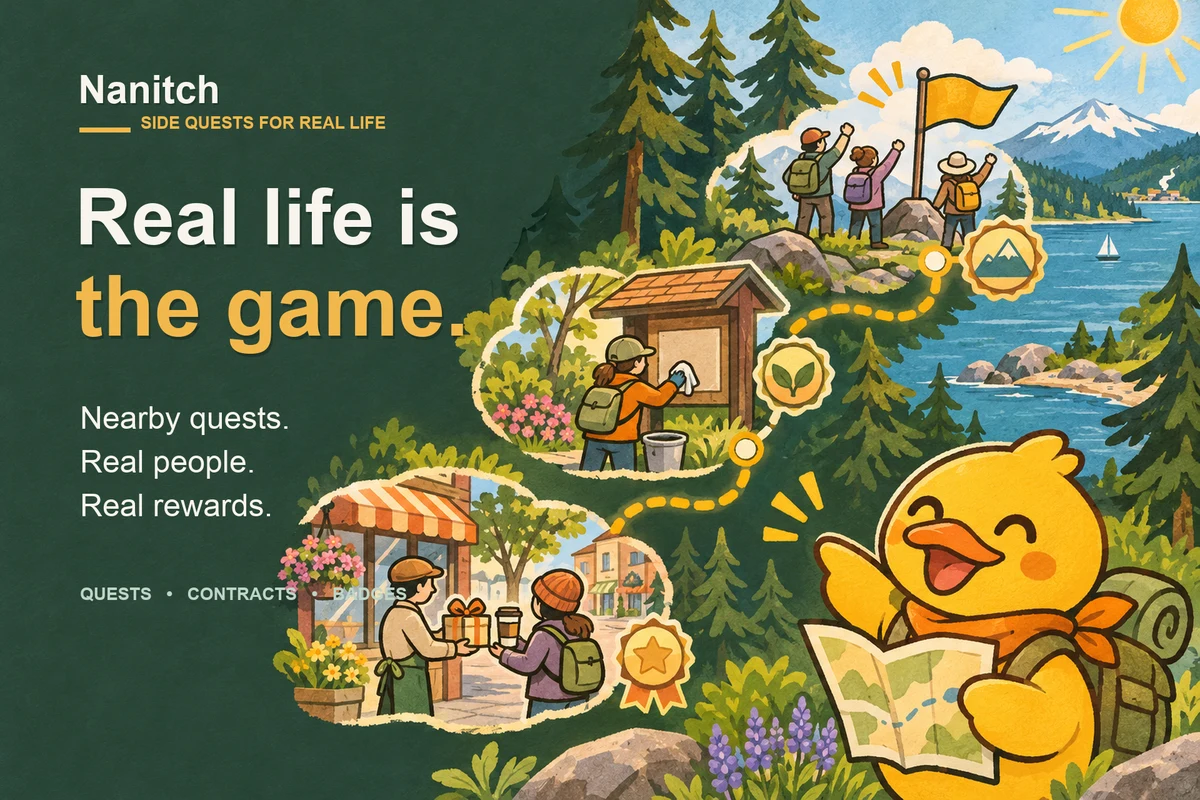 Nanitch
SIDE QUESTS FOR REAL LIFE
Real life is
the game.
Nearby quests.
Real people.
Real rewards.
QUESTS • CONTRACTS • BADGES